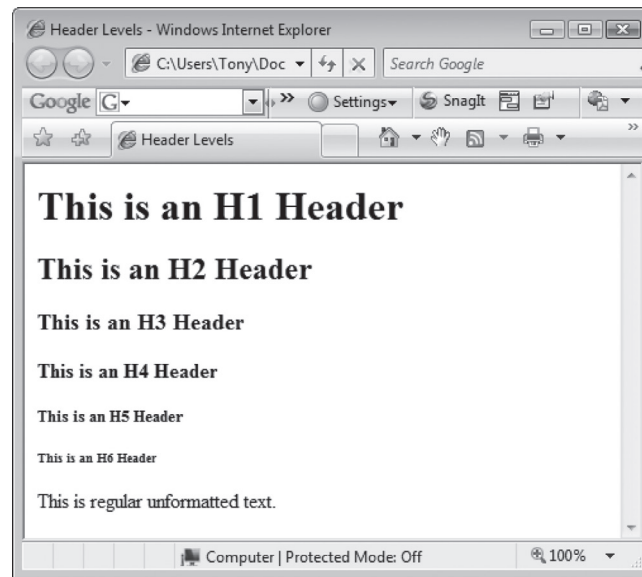 Header Levels - Windows Internet Explorer
C:\Users\Tony\Doc Search Google
Google G Settings SnagIt
Header Levels
This is an H1 Header
This is an H2 Header
This is an H3 Header
This is an H4 Header
This is an H5 Header
This is an H6 Header
This is regular unformatted text.
Computer | Protected Mode: Off 100%